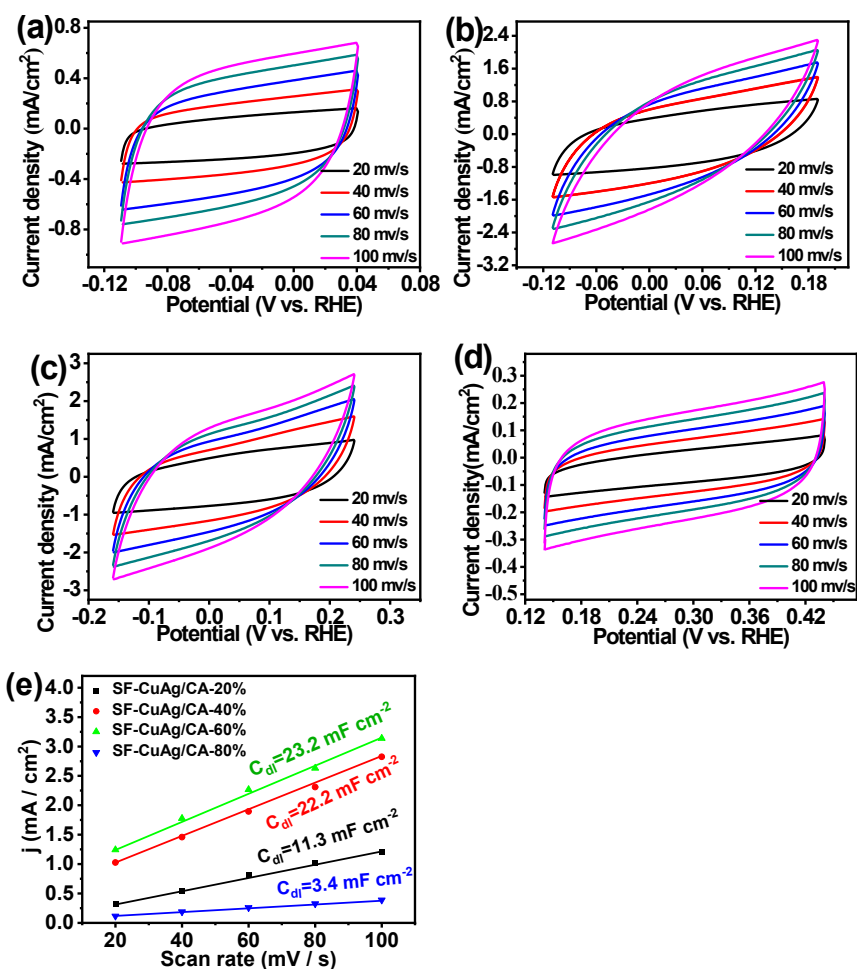 (a)
0.8
0.4
0.0
-0.4
-0.8
Current density (mA/cm²)
20 mv/s
40 mv/s
60 mv/s
80 mv/s
100 mv/s
-0.12 -0.08 -0.04 0.00 0.04 0.08
Potential (V vs. RHE)
(b)
2.4
1.6
0.8
0.0
-0.8
-1.6
-2.4
-3.2
Current density (mA/cm²)
20 mv/s
40 mv/s
60 mv/s
80 mv/s
100 mv/s
-0.12 -0.06 0.00 0.06 0.12 0.18
Potential (V vs. RHE)
(c)
3
2
1
0
-1
-2
-3
Current density (mA/cm²)
20 mv/s
40 mv/s
60 mv/s
80 mv/s
100 mv/s
-0.2 -0.1 0.0 0.1 0.2 0.3
Potential (V vs. RHE)
(d)
0.3
0.2
0.1
0.0
-0.1
-0.2
-0.3
-0.4
-0.5
Current density(mA/cm²)
20 mv/s
40 mv/s
60 mv/s
80 mv/s
100 mv/s
0.12 0.18 0.24 0.30 0.36 0.42
Potential (V vs. RHE)
(e)
4.0
3.5
3.0
2.5
2.0
1.5
1.0
0.5
0.0
j (mA / cm²)
SF-CuAg/CA-20%
SF-CuAg/CA-40%
SF-CuAg/CA-60%
SF-CuAg/CA-80%
Cdl=23.2 mF cm⁻²
Cdl=22.2 mF cm⁻²
Cdl=11.3 mF cm⁻²
Cdl=3.4 mF cm⁻²
20 40 60 80 100
Scan rate (mV / s)